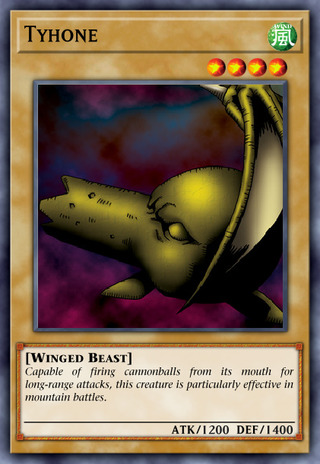 TYHONE
WIND
風
[WINGED BEAST]
Capable of firing cannonballs from its mouth for
long-range attacks, this creature is particularly effective in
mountain battles.
ATK/1200 DEF/1400